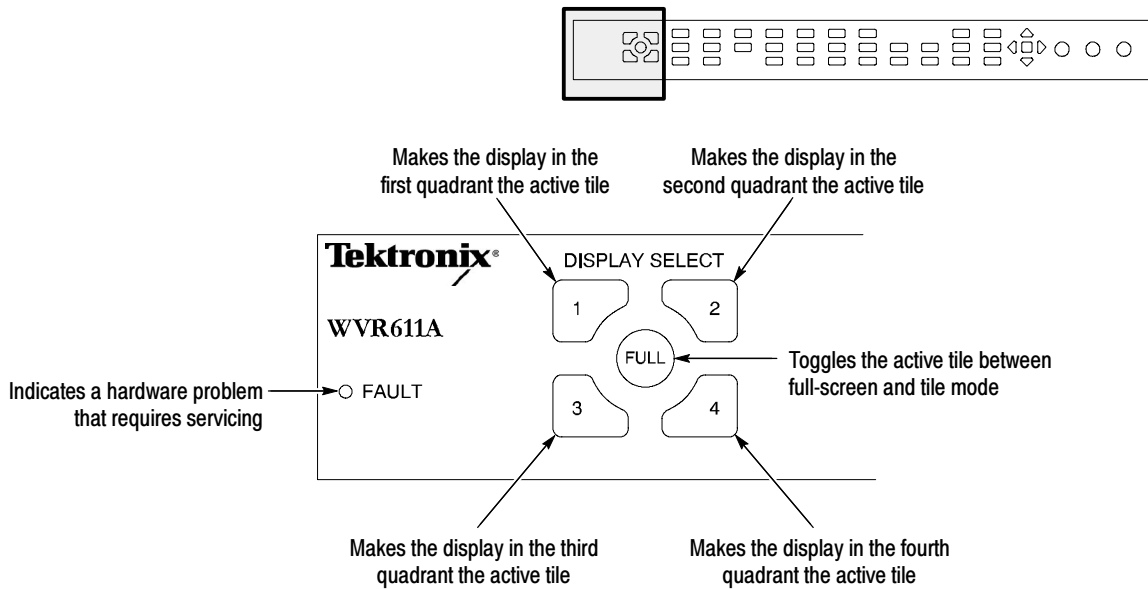 Makes the display in the
first quadrant the active tile
Makes the display in the
second quadrant the active tile
Tektronix®
DISPLAY SELECT
1
2
WVR611A
FULL
Toggles the active tile between
full-screen and tile mode
Indicates a hardware problem
that requires servicing
FAULT
3
4
Makes the display in the third
quadrant the active tile
Makes the display in the fourth
quadrant the active tile